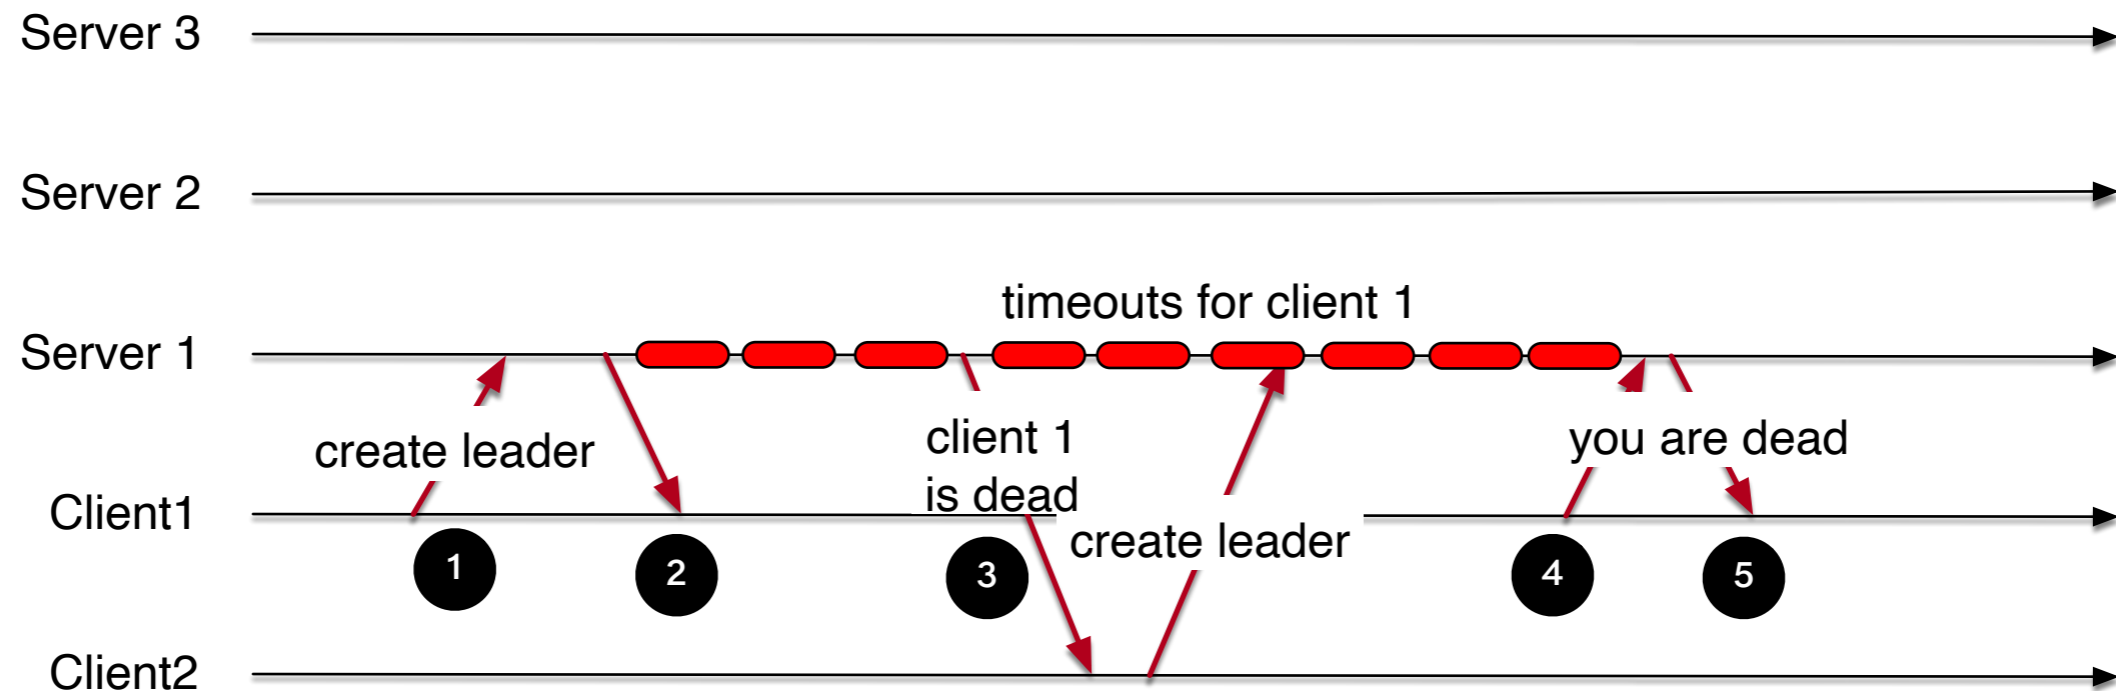 Server 3
Server 2
timeouts for client 1
Server 1
create leader
client 1
is dead
you are dead
Client1
create leader
1
2
3
4
5
Client2